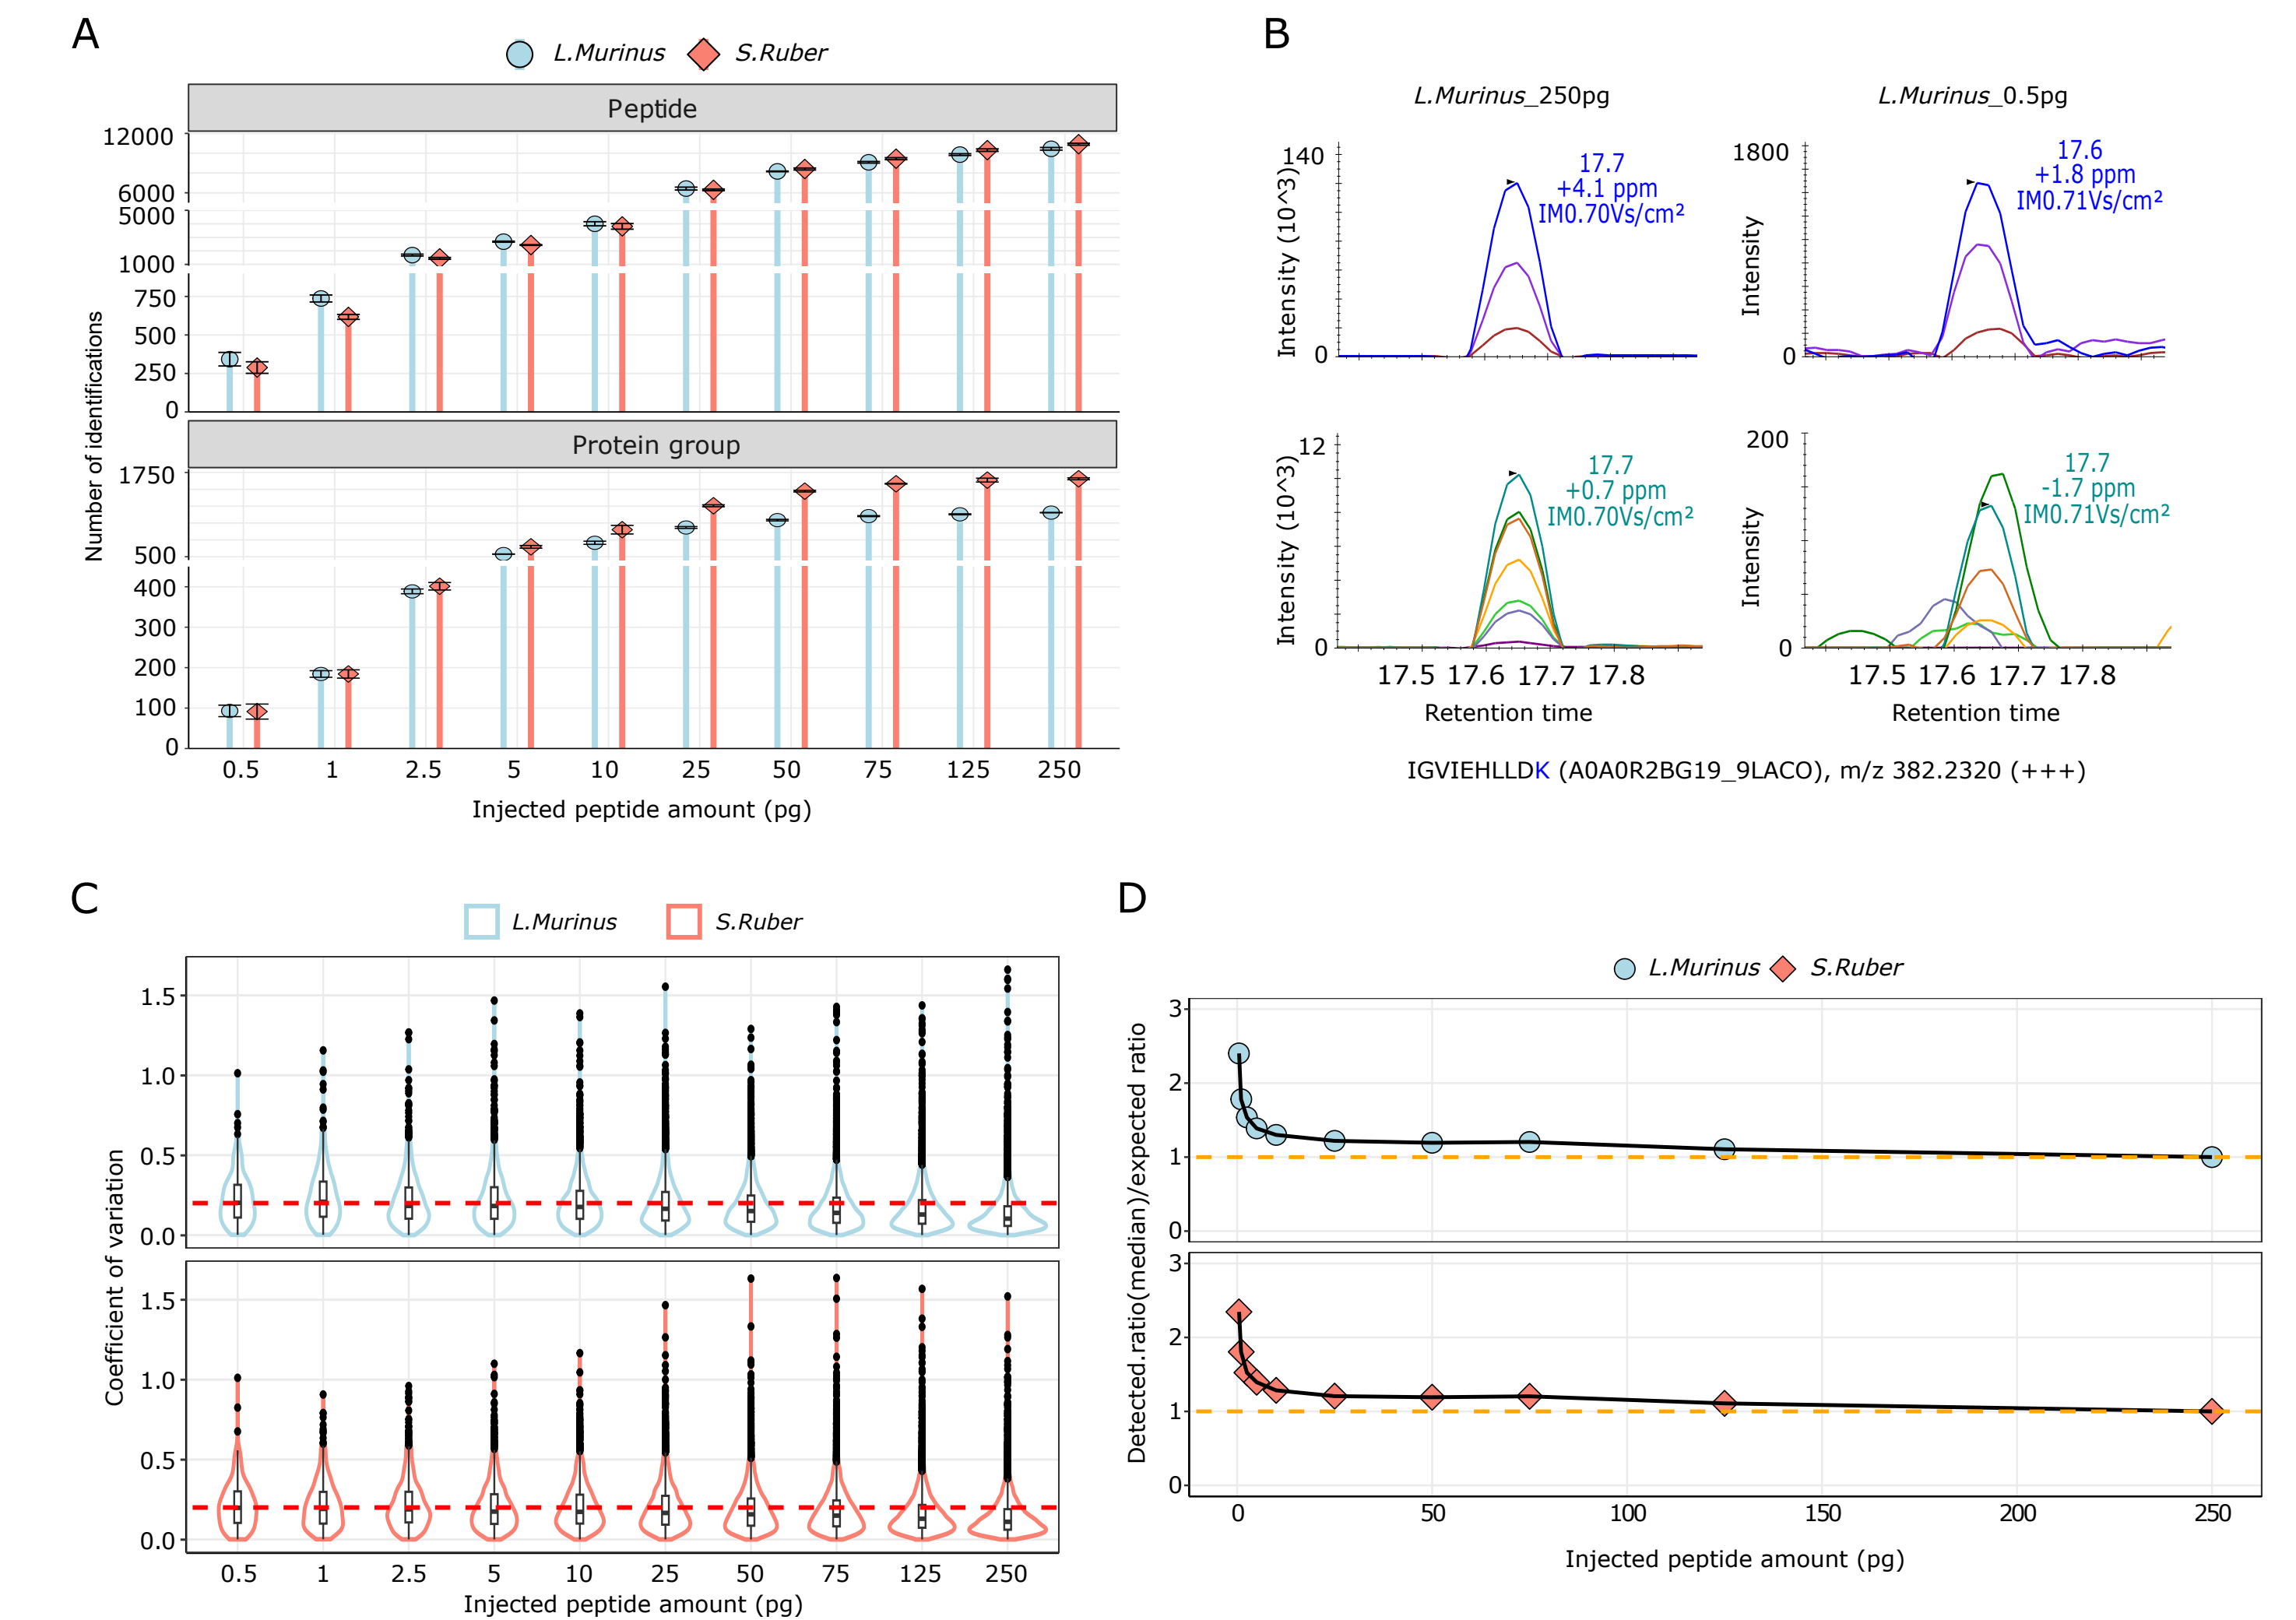 A
L.Murinus S.Ruber
Peptide
12000
6000
5000
1000
750
500
250
0
Number of identifications
Protein group
1750
500
400
300
200
100
0
0.5 1 2.5 5 10 25 50 75 125 250
Injected peptide amount (pg)
B
L.Murinus_250pg
140
0
Intensity (10^3)
17.7
+4.1 ppm
IM0.70Vs/cm²
L.Murinus_0.5pg
1800
0
Intensity
17.6
+1.8 ppm
IM0.71Vs/cm²
12
0
Intensity (10^3)
17.7
+0.7 ppm
IM0.70Vs/cm²
17.5 17.6 17.7 17.8
Retention time
200
0
Intensity
17.7
-1.7 ppm
IM0.71Vs/cm²
17.5 17.6 17.7 17.8
Retention time
IGVIEHLLDK (A0A0R2BG19_9LACO), m/z 382.2320 (+++)
C
L.Murinus S.Ruber
1.5
1.0
0.5
0.0
Coefficient of variation
1.5
1.0
0.5
0.0
0.5 1 2.5 5 10 25 50 75 125 250
Injected peptide amount (pg)
D
L.Murinus S.Ruber
3
2
1
0
Detected.ratio(median)/expected ratio
3
2
1
0
0 50 100 150 200 250
Injected peptide amount (pg)